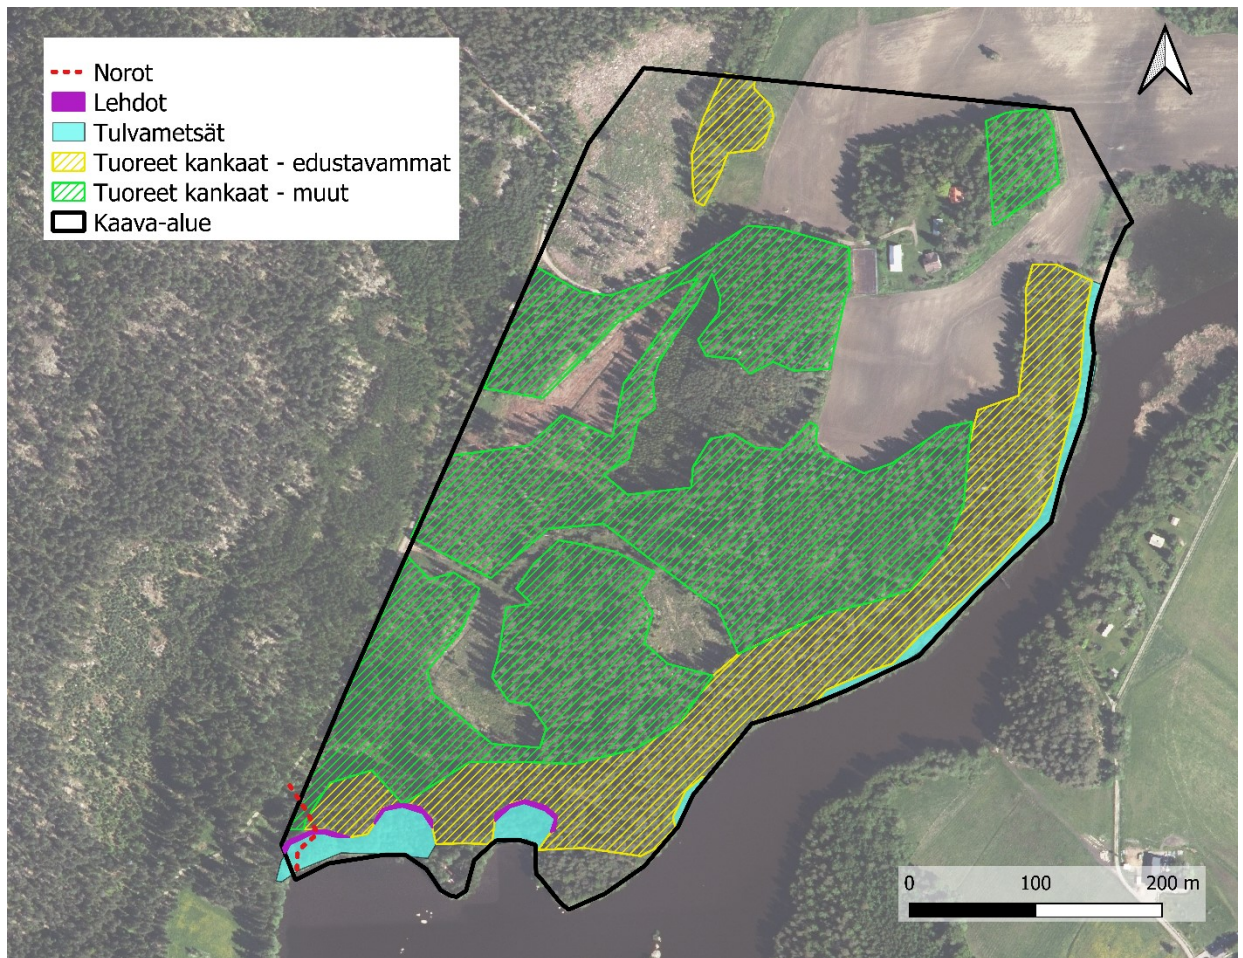 Norot
Lehdot
Tulvametsät
Tuoreet kankaat - edustavammat
Tuoreet kankaat - muut
Kaava-alue
0 100 200 m